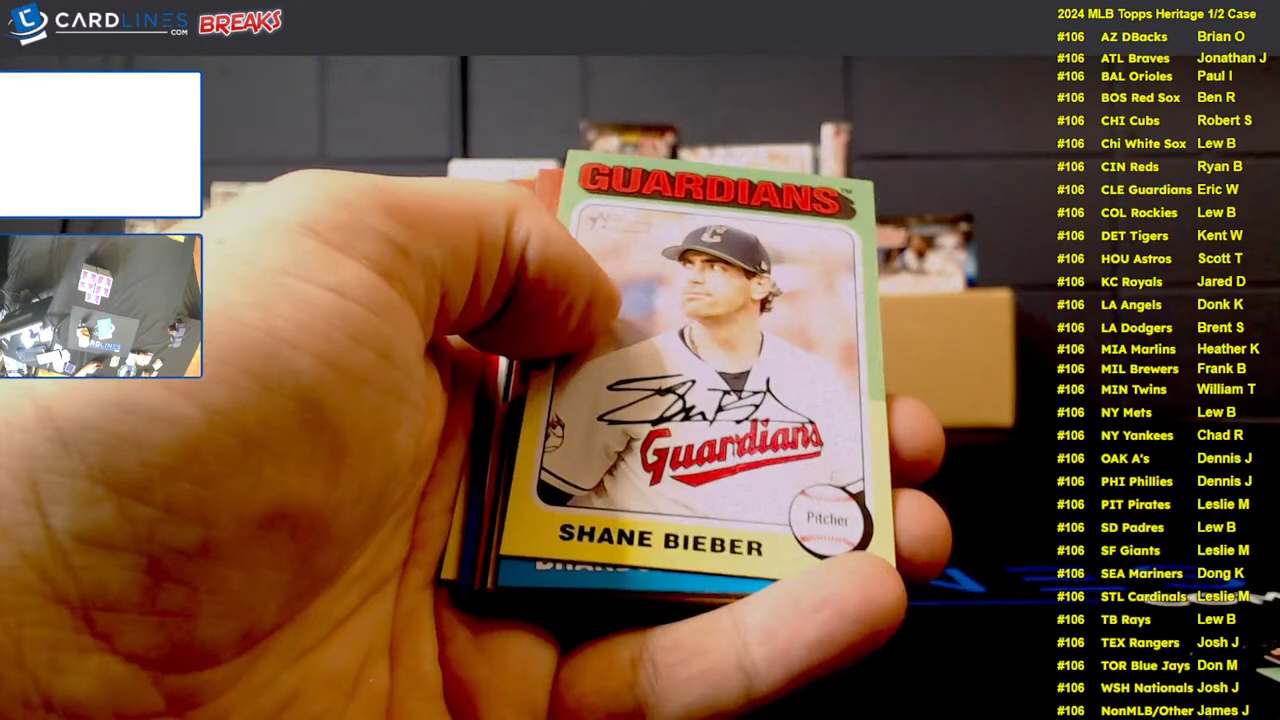 CARDLINES
.COM
BREAKS
2024 MLB Topps Heritage 1/2 Case
#106 AZ DBacks Brian O
#106 ATL Braves Jonathan J
#106 BAL Orioles Paul I
#106 BOS Red Sox Ben R
#106 CHI Cubs Robert S
#106 Chi White Sox Lew B
#106 CIN Reds Ryan B
#106 CLE Guardians Eric W
#106 COL Rockies Lew B
#106 DET Tigers Kent W
#106 HOU Astros Scott T
#106 KC Royals Jared D
#106 LA Angels Donk K
#106 LA Dodgers Brent S
#106 MIA Marlins Heather K
#106 MIL Brewers Frank B
#106 MIN Twins William T
#106 NY Mets Lew B
#106 NY Yankees Chad R
#106 OAK A's Dennis J
#106 PHI Phillies Dennis J
#106 PIT Pirates Leslie M
#106 SD Padres Lew B
#106 SF Giants Leslie M
#106 SEA Mariners Dong K
#106 STL Cardinals Leslie M
#106 TB Rays Lew B
#106 TEX Rangers Josh J
#106 TOR Blue Jays Don M
#106 WSH Nationals Josh J
#106 NonMLB/Other James J
GUARDIANS™
C
Guardians
Pitcher
SHANE BIEBER